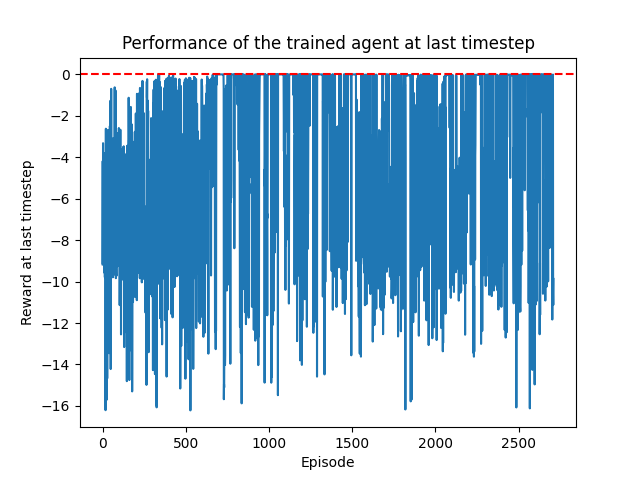 Performance of the trained agent at last timestep
Reward at last timestep
0
−2
−4
−6
−8
−10
−12
−14
−16
0 500 1000 1500 2000 2500
Episode